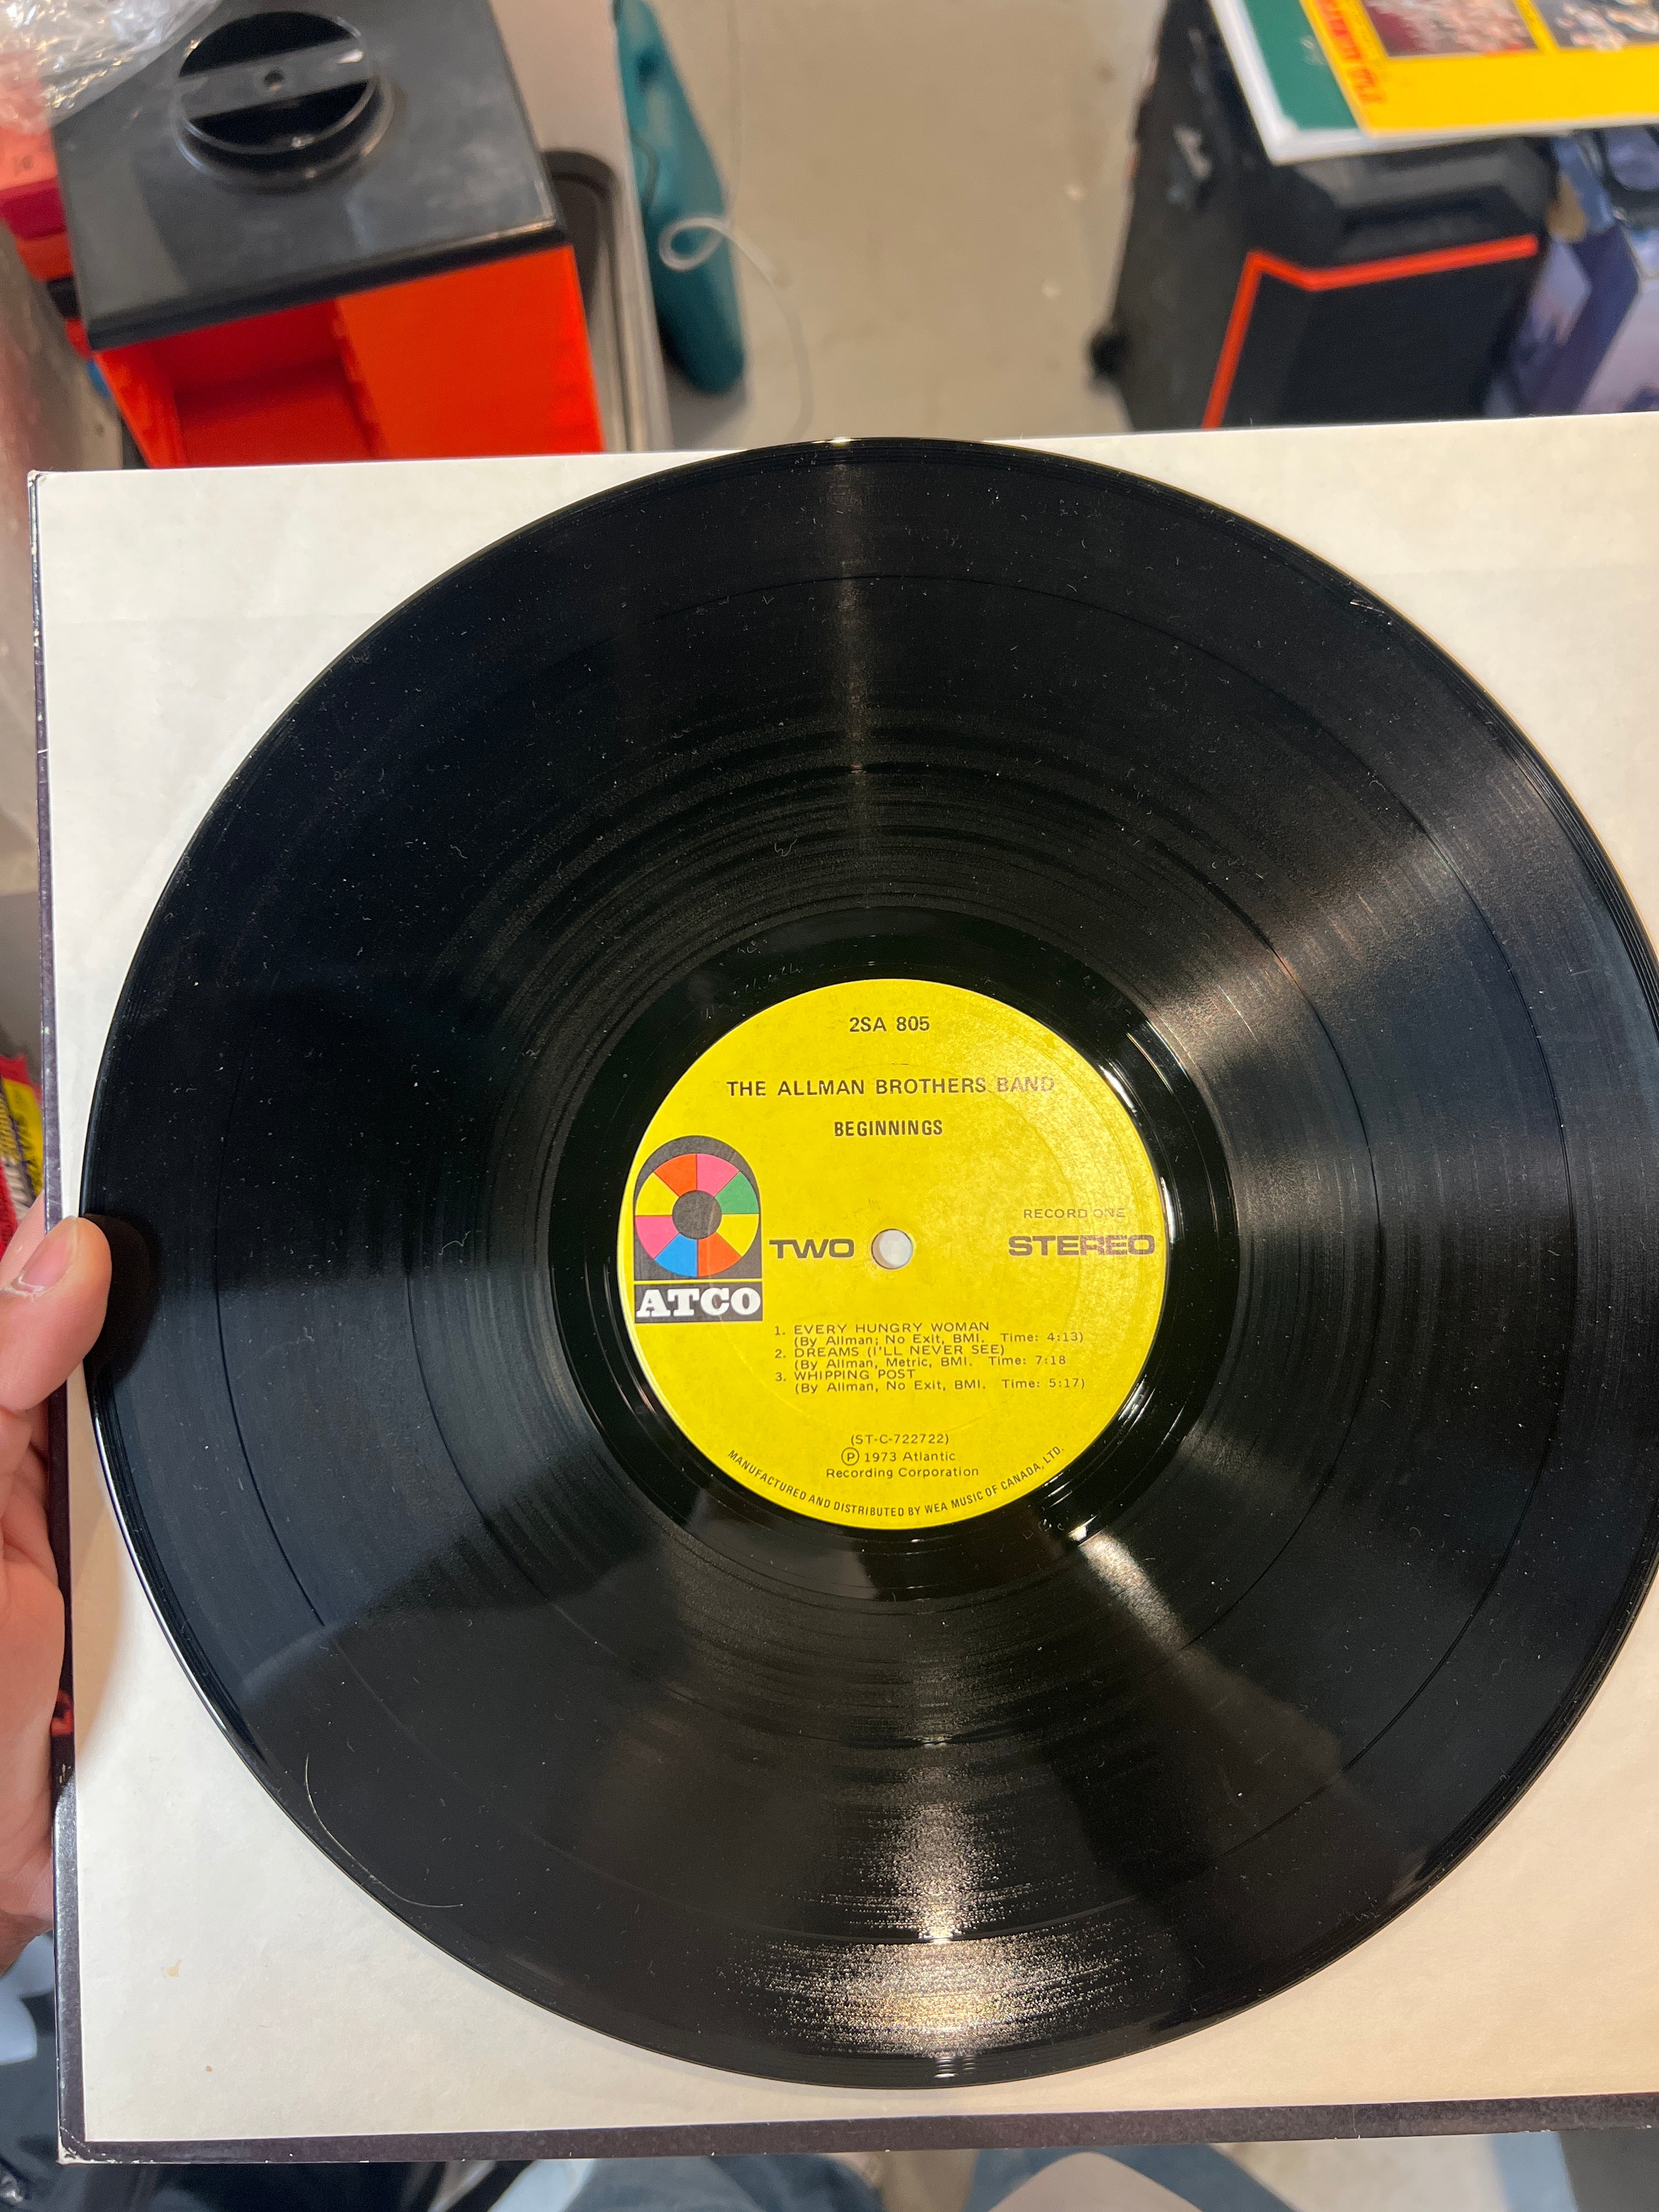 2SA 805
THE ALLMAN BROTHERS BAND
BEGINNINGS
RECORD ONE
TWO
STEREO
ATCO
1. EVERY HUNGRY WOMAN
(By Allman; No Exit, BMI. Time: 4:13)
2. DREAMS (I'LL NEVER SEE)
(By Allman, Metric, BMI. Time: 7:18
3. WHIPPING POST
(By Allman, No Exit, BMI. Time: 5:17)
(ST-C-722722)
Ⓟ 1973 Atlantic
Recording Corporation
MANUFACTURED AND DISTRIBUTED BY WEA MUSIC OF CANADA, LTD.